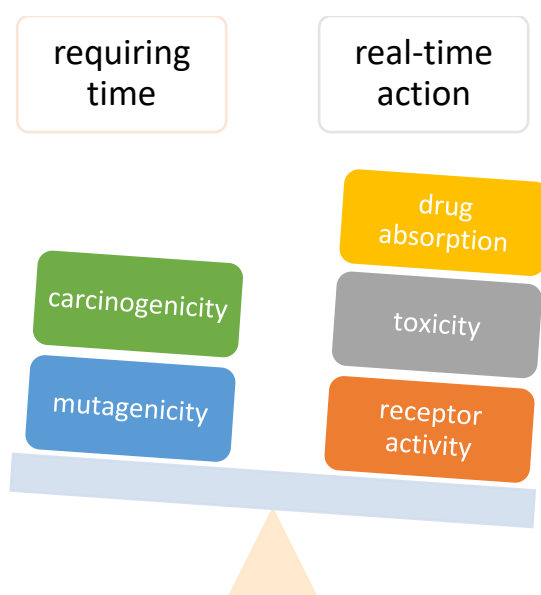 requiring
time
real-time
action
drug
absorption
carcinogenicity
toxicity
mutagenicity
receptor
activity